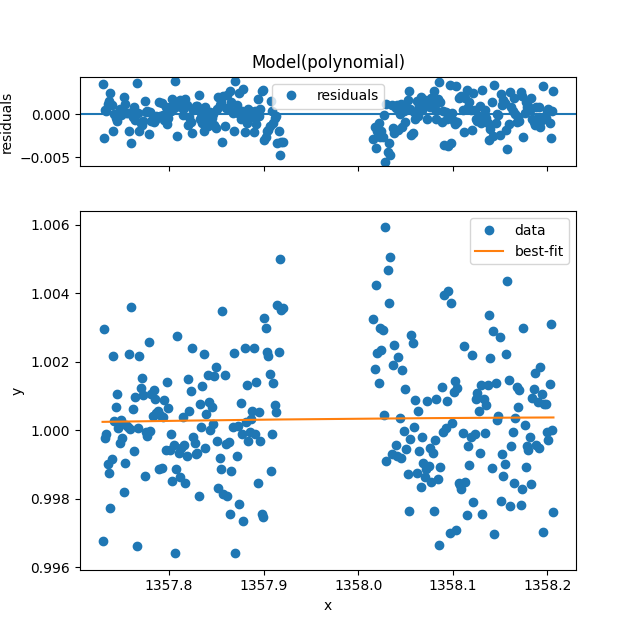 Model(polynomial)
residuals
0.000
−0.005
residuals
1.006
1.004
1.002
1.000
0.998
0.996
y
data
best-fit
1357.8 1357.9 1358.0 1358.1 1358.2
x